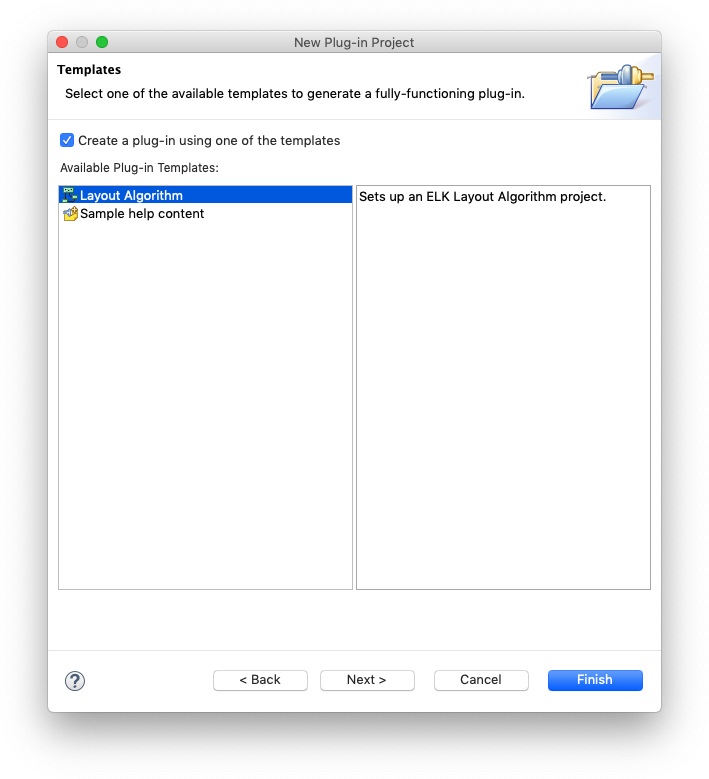 New Plug-in Project
Templates
Select one of the available templates to generate a fully-functioning plug-in.
Create a plug-in using one of the templates
Available Plug-in Templates:
Layout Algorithm
Sample help content
Sets up an ELK Layout Algorithm project.
?
< Back
Next >
Cancel
Finish